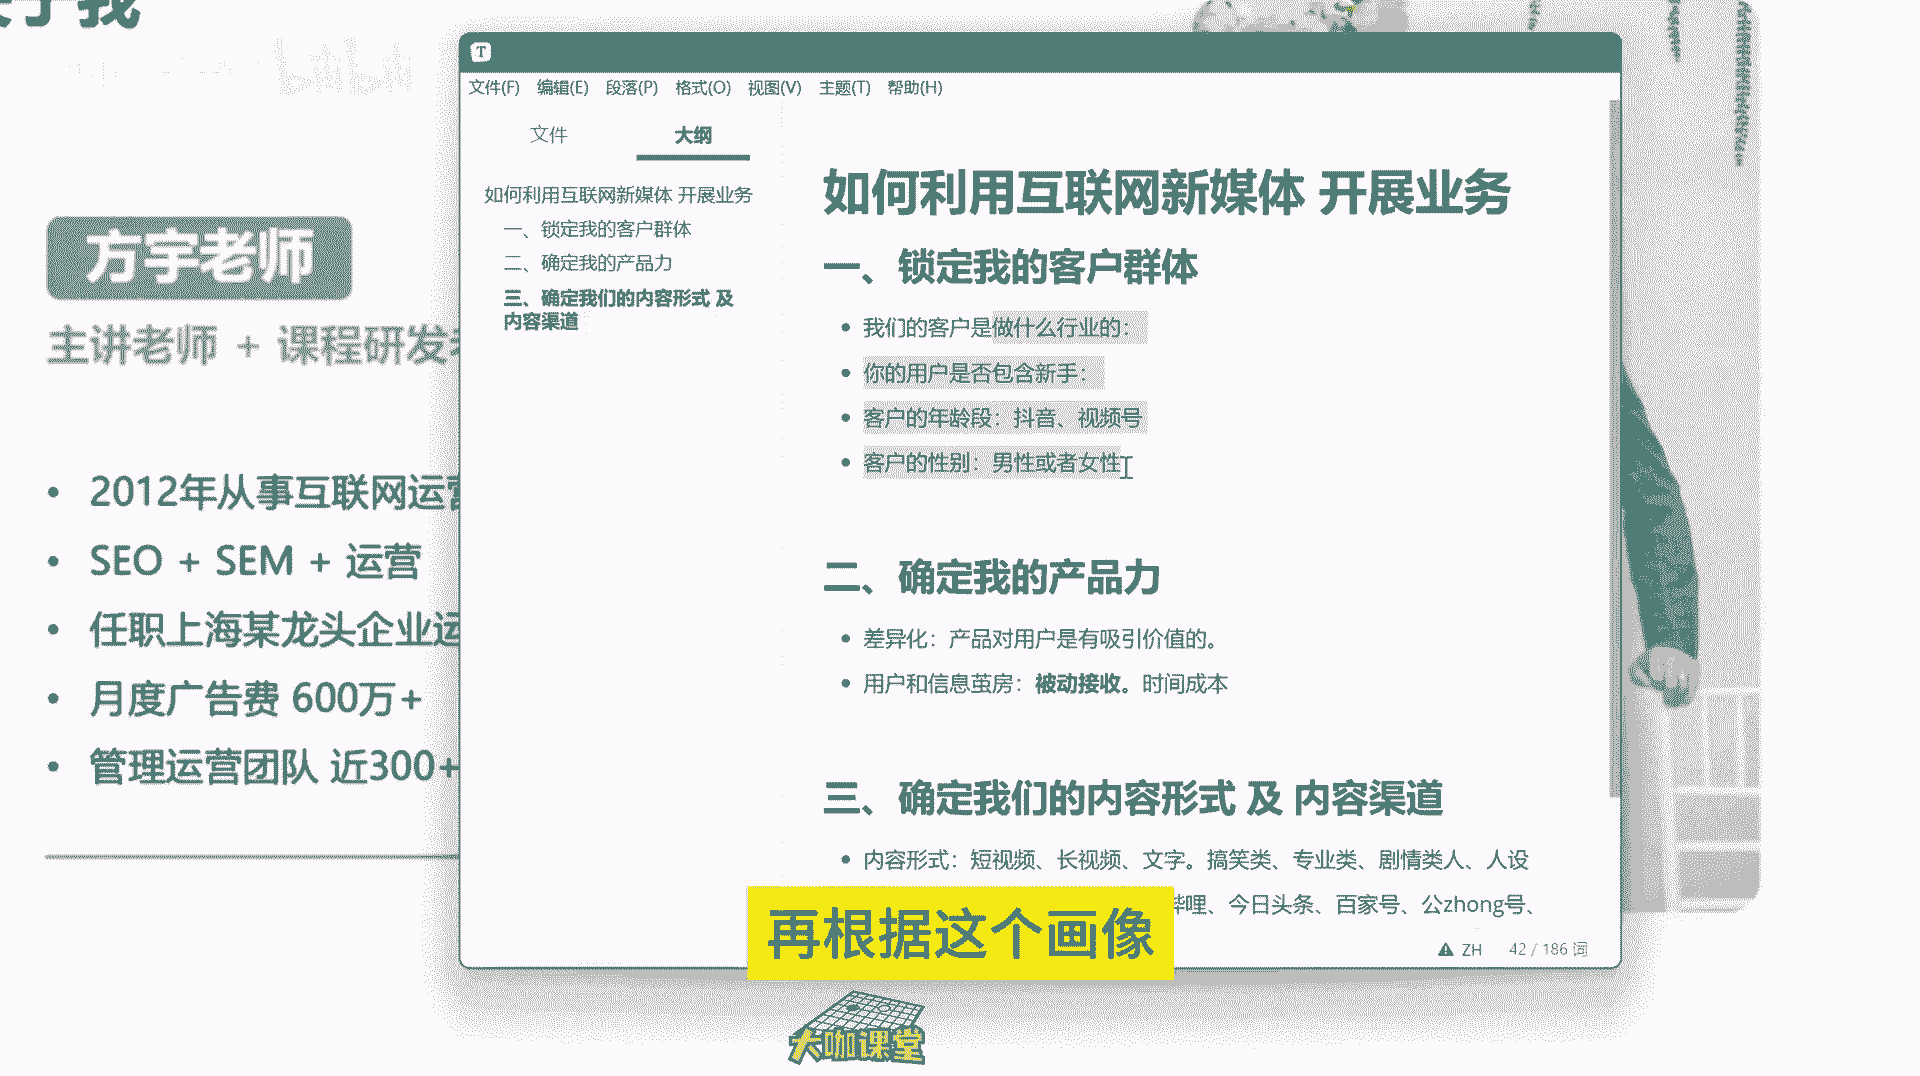 bilibili
方宇老师
主讲老师 + 课程研发
2012年从事互联网运营
SEO + SEM + 运营
任职上海某龙头企业运
月度广告费 600万+
管理运营团队 近300+
T
文件(F) 编辑(E) 段落(P) 格式(O) 视图(V) 主题(T) 帮助(H)
文件 大纲
如何利用互联网新媒体 开展业务
一、锁定我的客户群体
二、确定我的产品力
三、确定我们的内容形式 及
内容渠道
如何利用互联网新媒体 开展业务
一、锁定我的客户群体
我们的客户是做什么行业的：
你的用户是否包含新手：
客户的年龄段：抖音、视频号
客户的性别：男性或者女性
二、确定我的产品力
差异化：产品对用户是有吸引价值的。
用户和信息茧房：被动接收。时间成本
三、确定我们的内容形式 及 内容渠道
内容形式：短视频、长视频、文字。搞笑类、专业类、剧情类人、人设
哔哩、今日头条、百家号、公zhong号、
ZH 42 / 186 词
再根据这个画像
大咖课堂